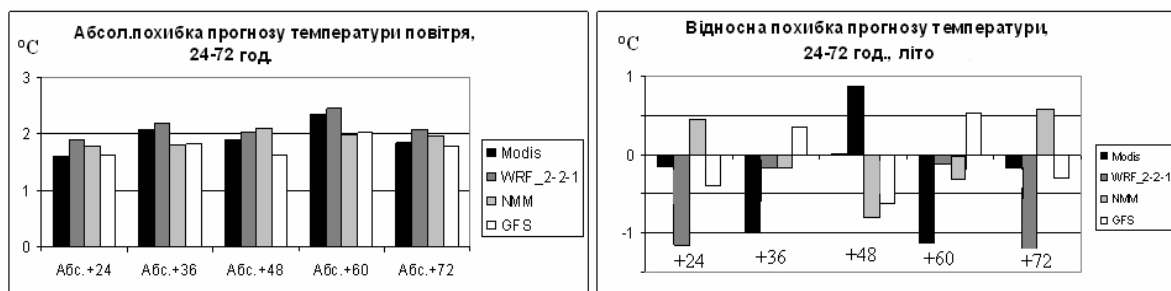 Абсол.похибка прогнозу температури повітря,
24-72 год.
°C
3
2
1
0
Абс.+24 Абс.+36 Абс.+48 Абс.+60 Абс.+72
Modis
WRF_2-2-1
NMM
GFS
Відносна похибка прогнозу температури,
24-72 год., літо
°C
1
0
-1
+24 +36 +48 +60 +72
Modis
WRF_2-2-1
NMM
GFS